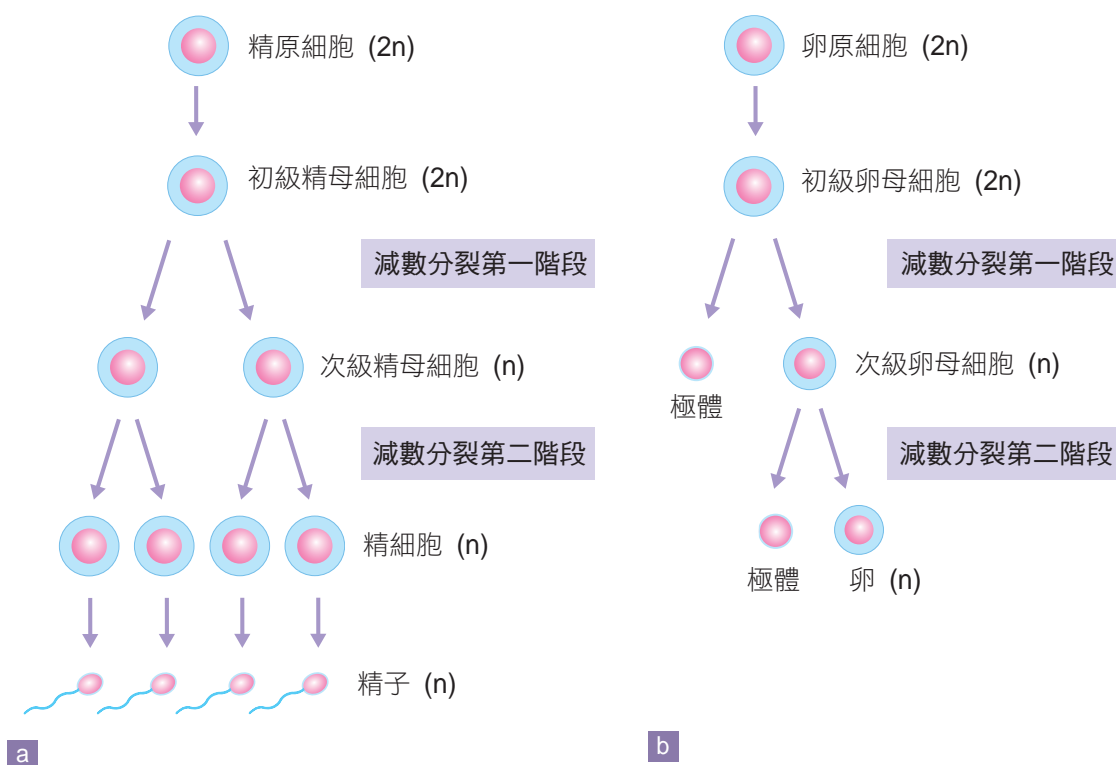 精原細胞 (2n)
初級精母細胞 (2n)
減數分裂第一階段
次級精母細胞 (n)
減數分裂第二階段
精細胞 (n)
精子 (n)
a
卵原細胞 (2n)
初級卵母細胞 (2n)
減數分裂第一階段
次級卵母細胞 (n)
極體
減數分裂第二階段
極體
卵 (n)
b